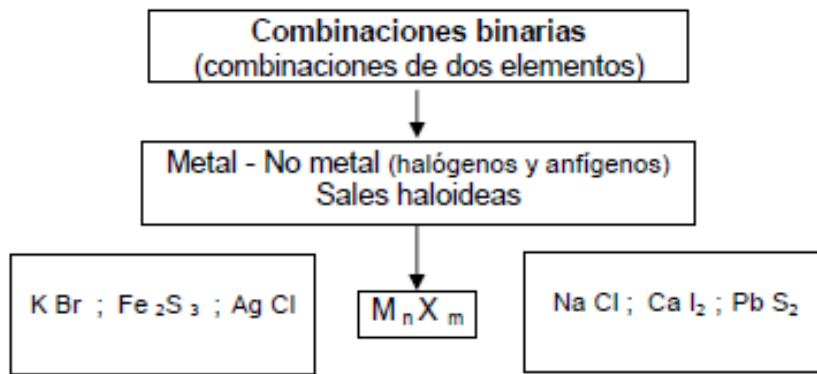 Combinaciones binarias
(combinaciones de dos elementos)
Metal - No metal (halógenos y anfígenos)
Sales haloideas
K Br ; Fe ₂S ₃ ; Ag Cl
M ₙ X ₘ
Na Cl ; Ca I₂ ; Pb S₂